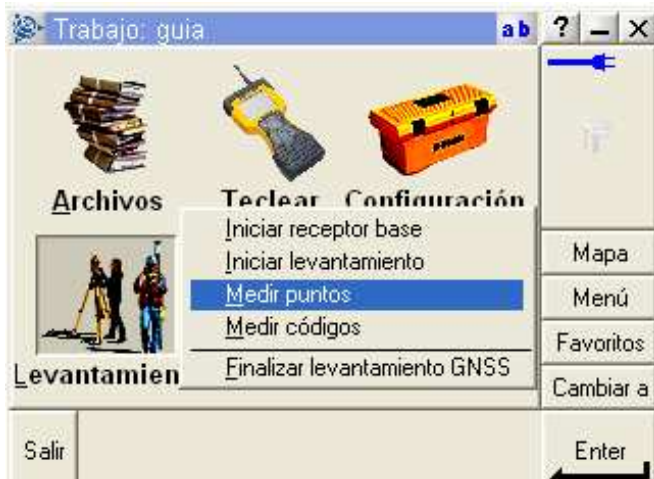 Trabajo: guia
ab
?
Archivos
Teclear
Configuración
Iniciar receptor base
Iniciar levantamiento
Medir puntos
Medir códigos
Finalizar levantamiento GNSS
Levantamien
Mapa
Menú
Favoritos
Cambiar a
Salir
Enter